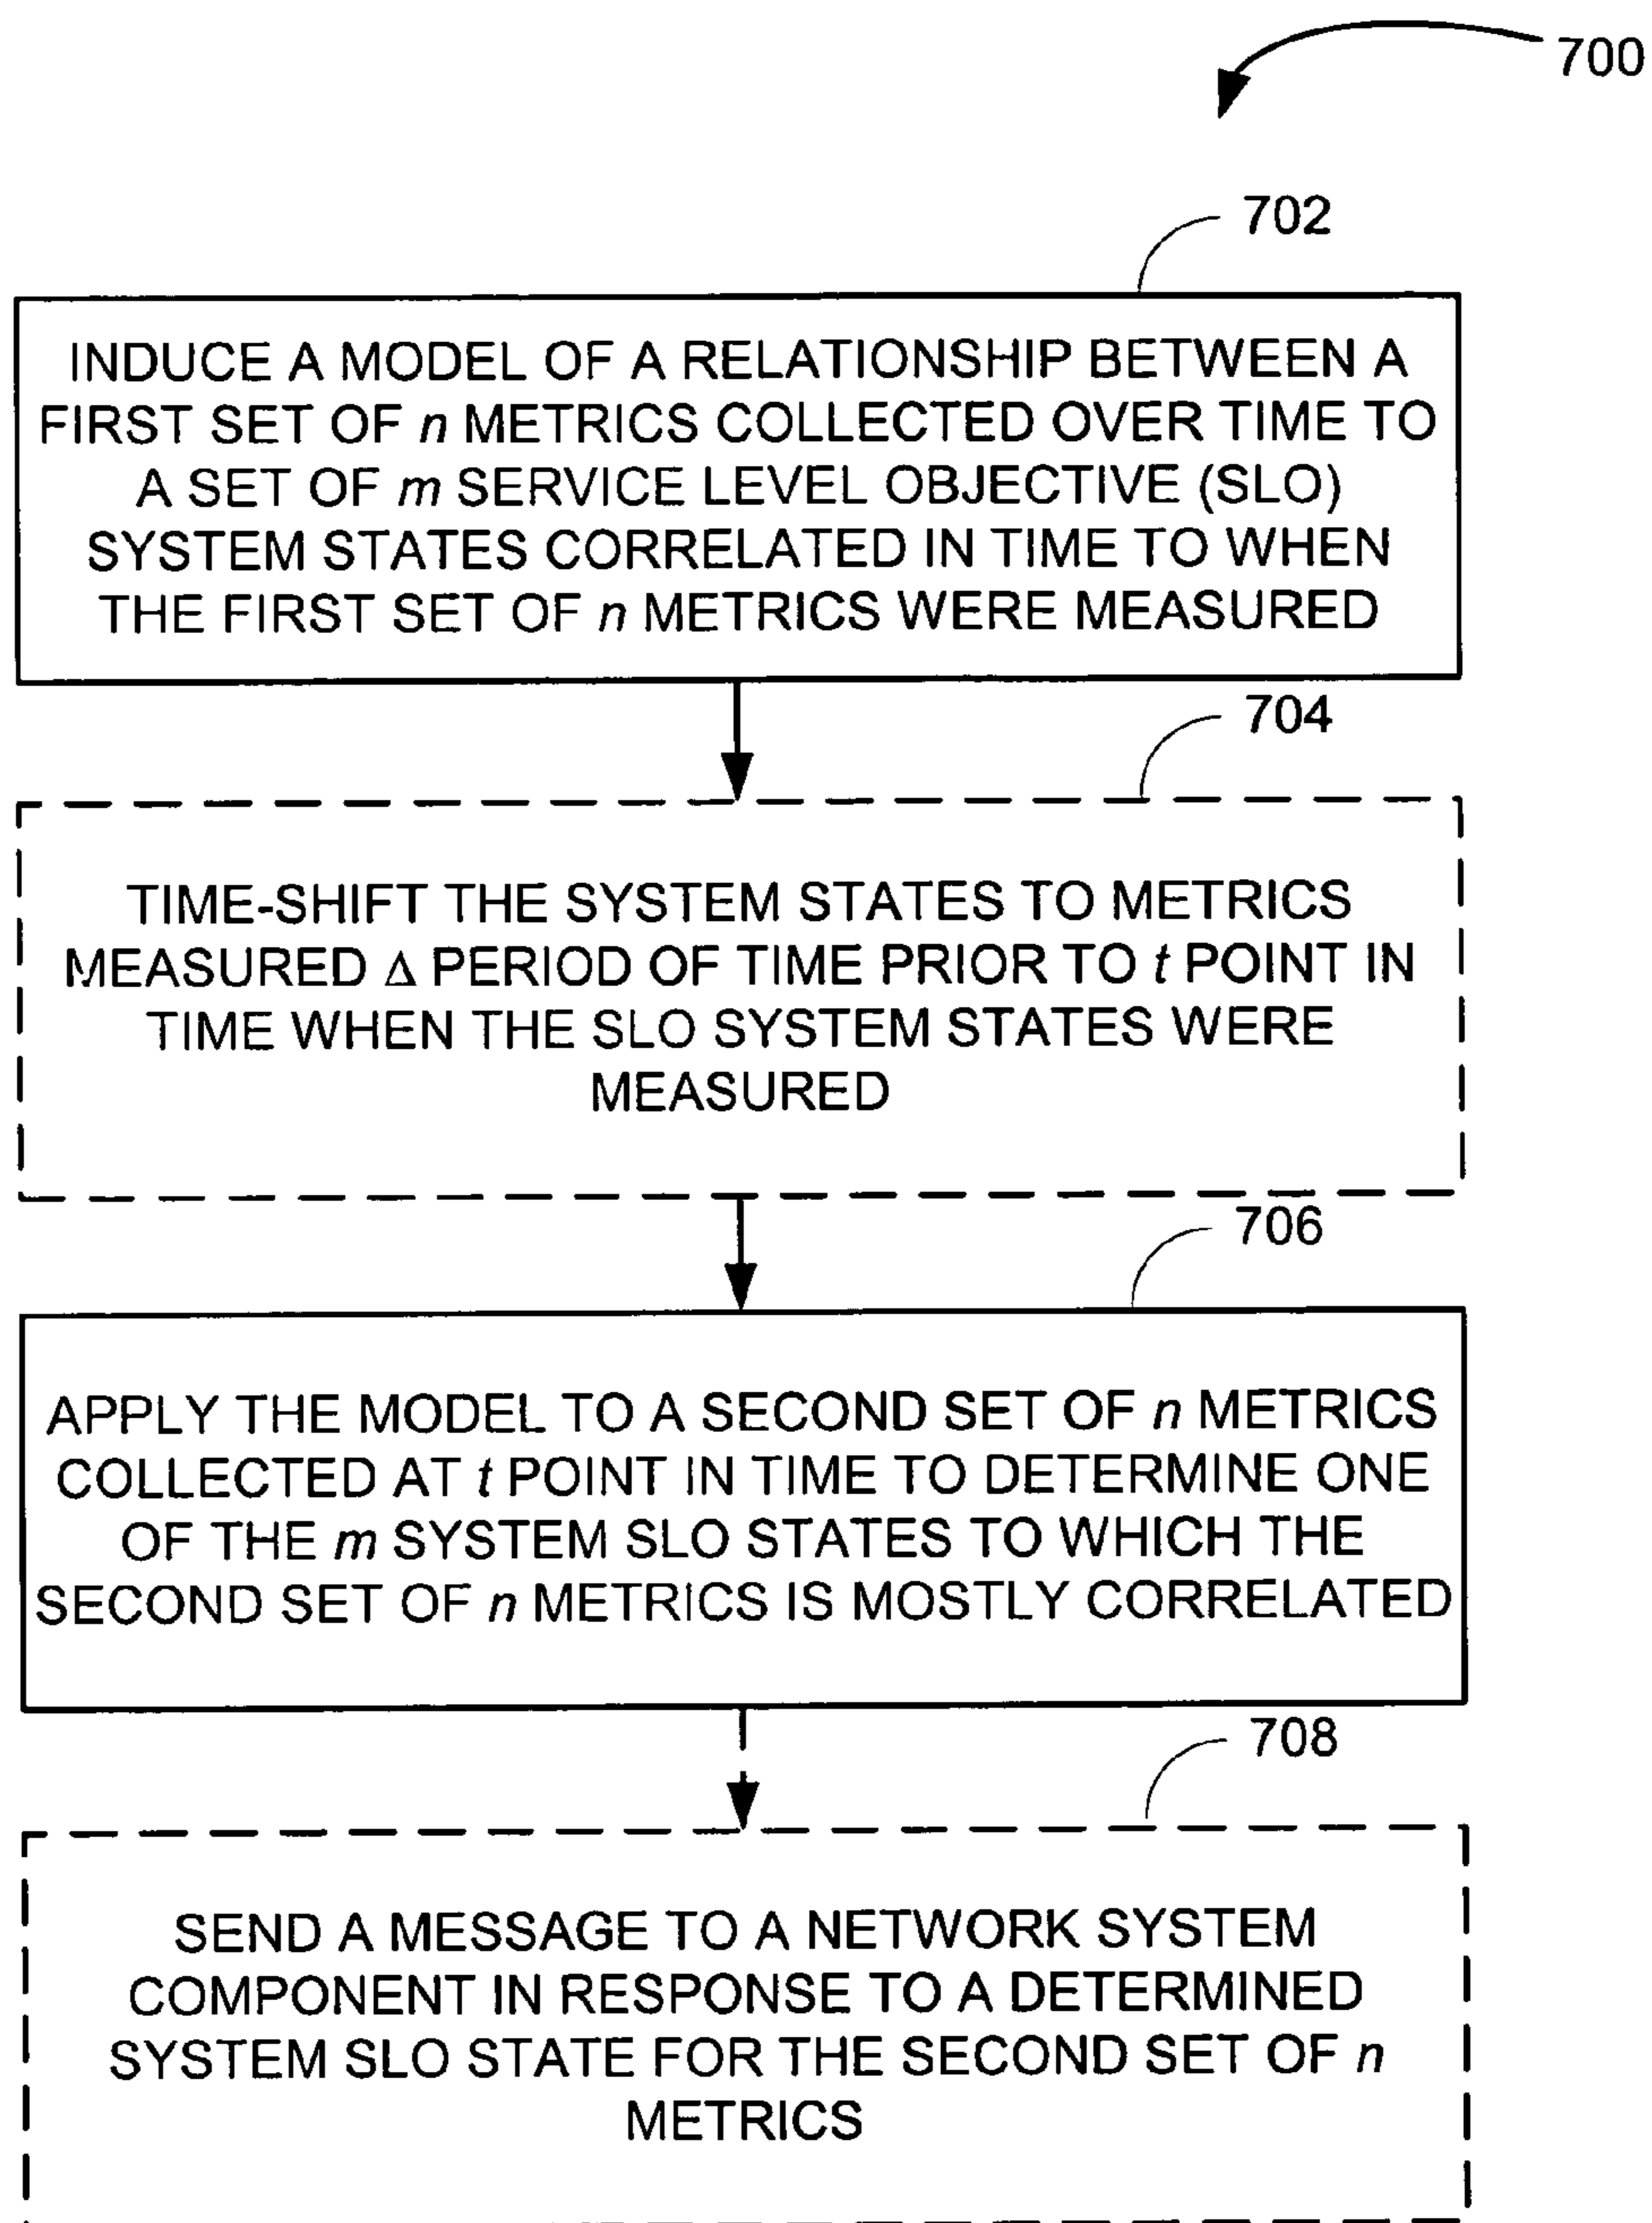 700
702
INDUCE A MODEL OF A RELATIONSHIP BETWEEN A
FIRST SET OF n METRICS COLLECTED OVER TIME TO
A SET OF m SERVICE LEVEL OBJECTIVE (SLO)
SYSTEM STATES CORRELATED IN TIME TO WHEN
THE FIRST SET OF n METRICS WERE MEASURED
704
TIME-SHIFT THE SYSTEM STATES TO METRICS
MEASURED Δ PERIOD OF TIME PRIOR TO t POINT IN
TIME WHEN THE SLO SYSTEM STATES WERE
MEASURED
706
APPLY THE MODEL TO A SECOND SET OF n METRICS
COLLECTED AT t POINT IN TIME TO DETERMINE ONE
OF THE m SYSTEM SLO STATES TO WHICH THE
SECOND SET OF n METRICS IS MOSTLY CORRELATED
708
SEND A MESSAGE TO A NETWORK SYSTEM
COMPONENT IN RESPONSE TO A DETERMINED
SYSTEM SLO STATE FOR THE SECOND SET OF n
METRICS